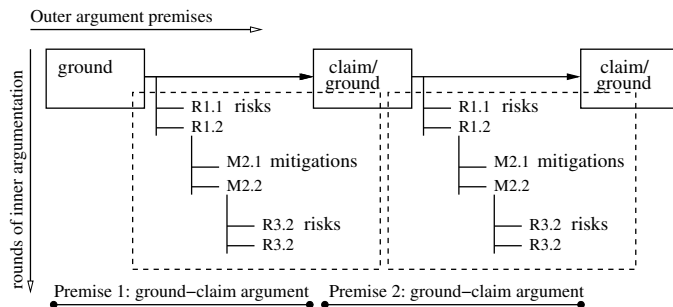 Outer argument premises
rounds of inner argumentation
ground
claim/
ground
claim/
ground
R1.1 risks
R1.2
M2.1 mitigations
M2.2
R3.2 risks
R3.2
R1.1 risks
R1.2
M2.1 mitigations
M2.2
R3.2 risks
R3.2
Premise 1: ground−claim argument
Premise 2: ground−claim argument